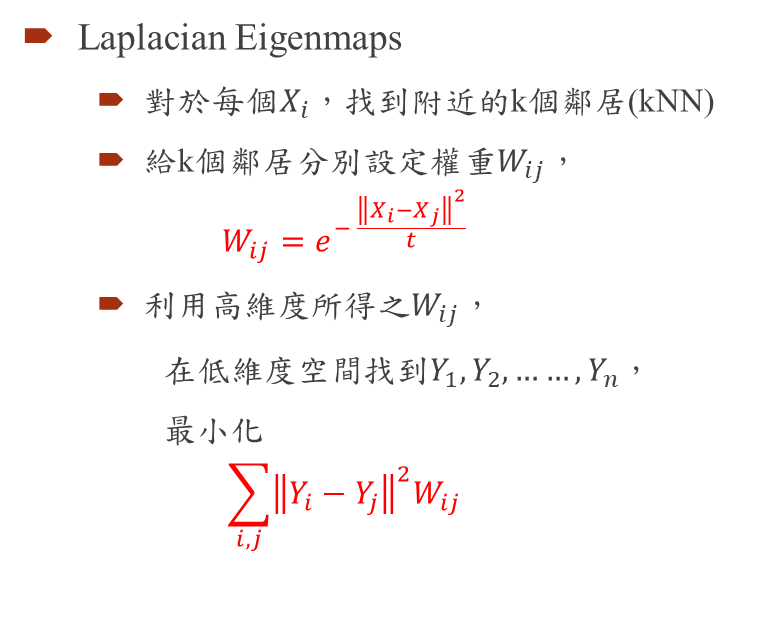 Laplacian Eigenmaps
對於每個Xᵢ，找到附近的k個鄰居(kNN)
給k個鄰居分別設定權重Wᵢⱼ，
Wᵢⱼ = e^(−‖Xᵢ−Xⱼ‖²/t)
利用高維度所得之Wᵢⱼ，
在低維度空間找到Y₁, Y₂, … … , Yₙ，
最小化
∑_{i,j} ‖Yᵢ − Yⱼ‖² Wᵢⱼ